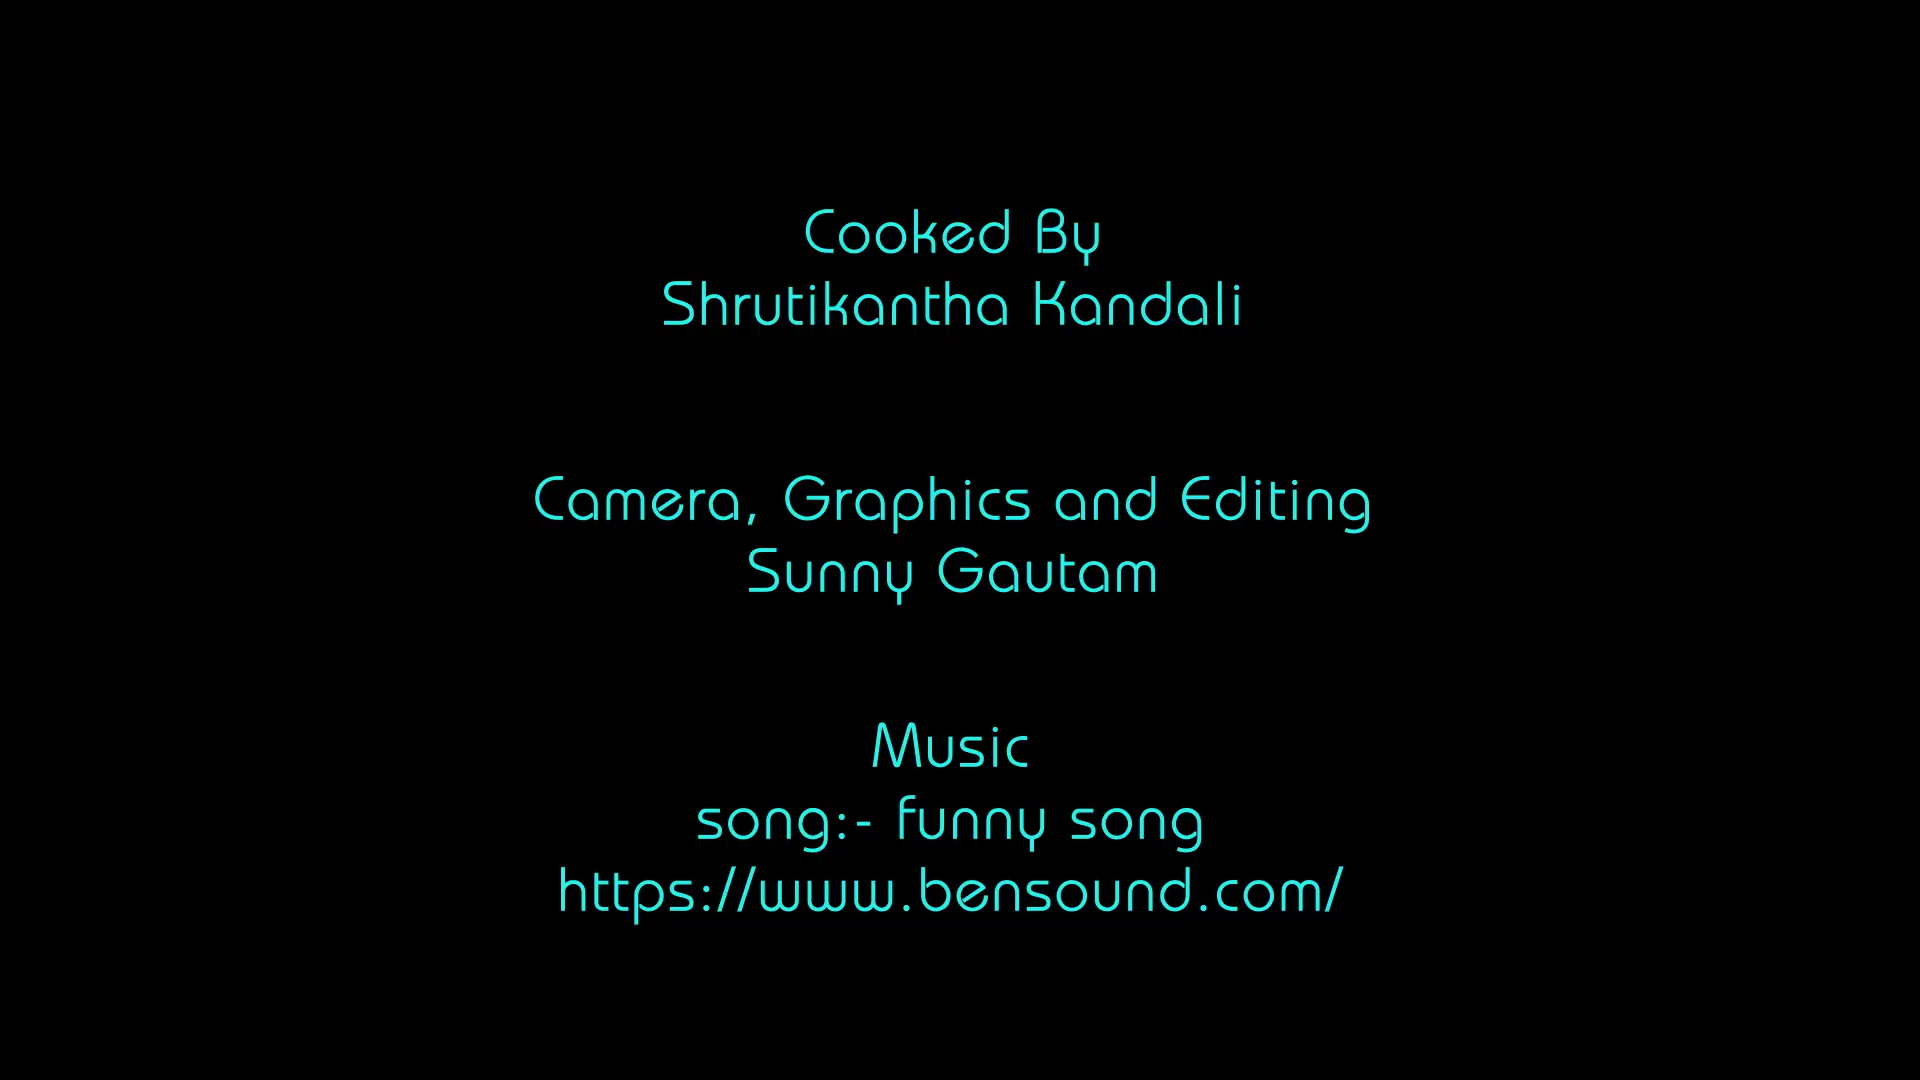 Cooked By
Shrutikantha Kandali
Camera, Graphics and Editing
Sunny Gautam
Music
song:- funny song
https://www.bensound.com/